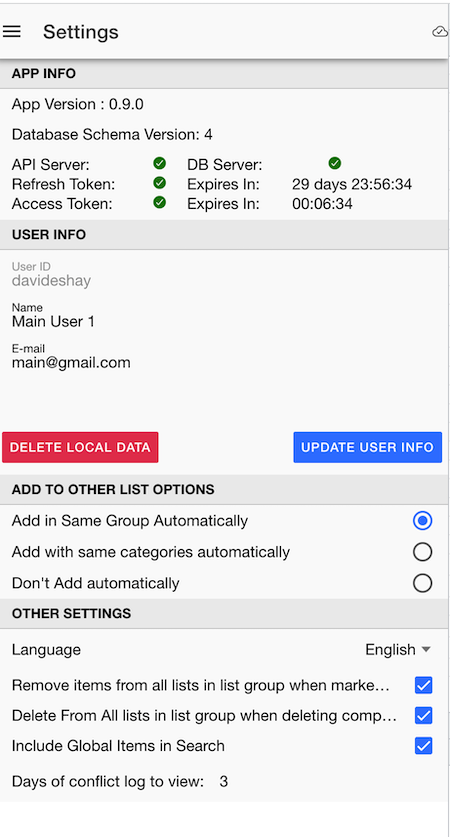 Settings
APP INFO
App Version : 0.9.0
Database Schema Version: 4
API Server: DB Server:
Refresh Token: Expires In: 29 days 23:56:34
Access Token: Expires In: 00:06:34
USER INFO
User ID
davideshay
Name
Main User 1
E-mail
main@gmail.com
DELETE LOCAL DATA UPDATE USER INFO
ADD TO OTHER LIST OPTIONS
Add in Same Group Automatically
Add with same categories automatically
Don't Add automatically
OTHER SETTINGS
Language English
Remove items from all lists in list group when marke...
Delete From All lists in list group when deleting comp...
Include Global Items in Search
Days of conflict log to view: 3